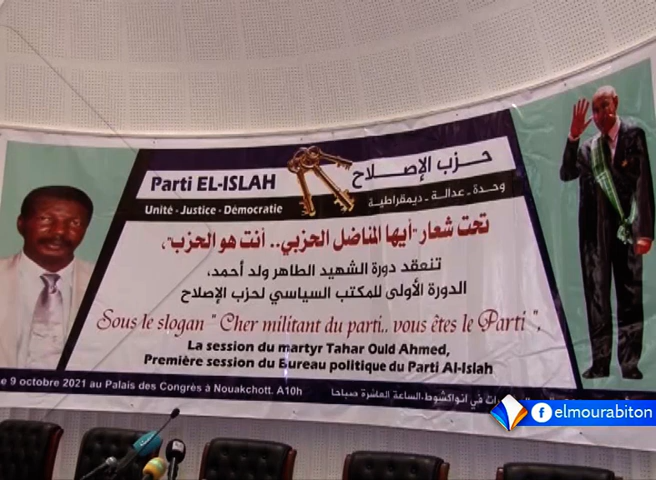 Parti EL-ISLAH
حزب الإصلاح
Unité - Justice - Démocratie
وحدة - عدالة - ديمقراطية
تحت شعار "أيها المناضل الحزبي.. أنت هو الحزب"،
تنعقد دورة الشهيد الطاهر ولد أحمد،
الدورة الأولى للمكتب السياسي لحزب الإصلاح
Sous le slogan " Cher militant du parti.. vous êtes le Parti ",
La session du martyr Tahar Ould Ahmed,
Première session du Bureau politique du Parti Al-Islah
e 9 octobre 2021 au Palais des Congrès à Nouakchott. A10h
في انواكشوط، الساعة العاشرة صباحا
elmourabiton